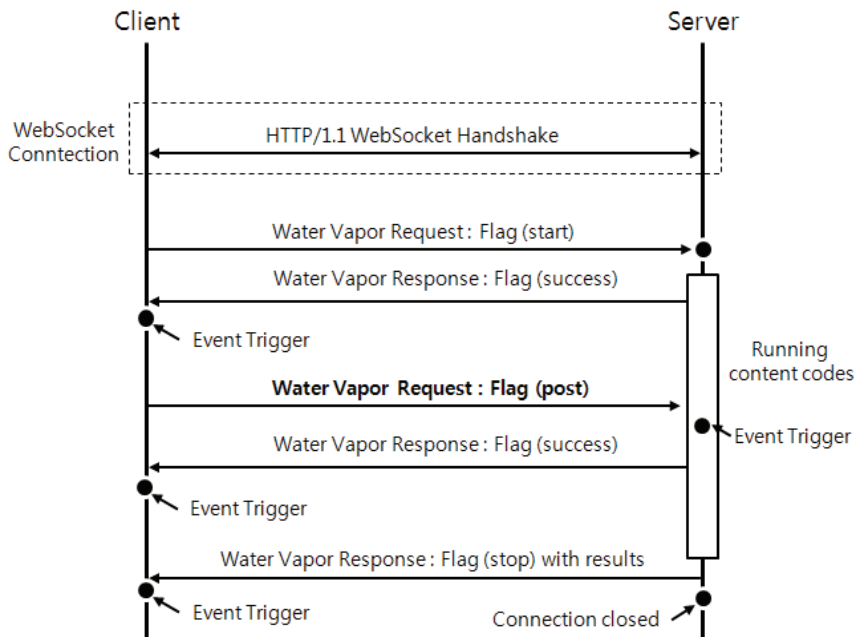 Client
Server
WebSocket
Conntection
HTTP/1.1 WebSocket Handshake
Water Vapor Request : Flag (start)
Water Vapor Response : Flag (success)
Event Trigger
Running
content codes
Water Vapor Request : Flag (post)
Event Trigger
Water Vapor Response : Flag (success)
Event Trigger
Water Vapor Response : Flag (stop) with results
Event Trigger
Connection closed